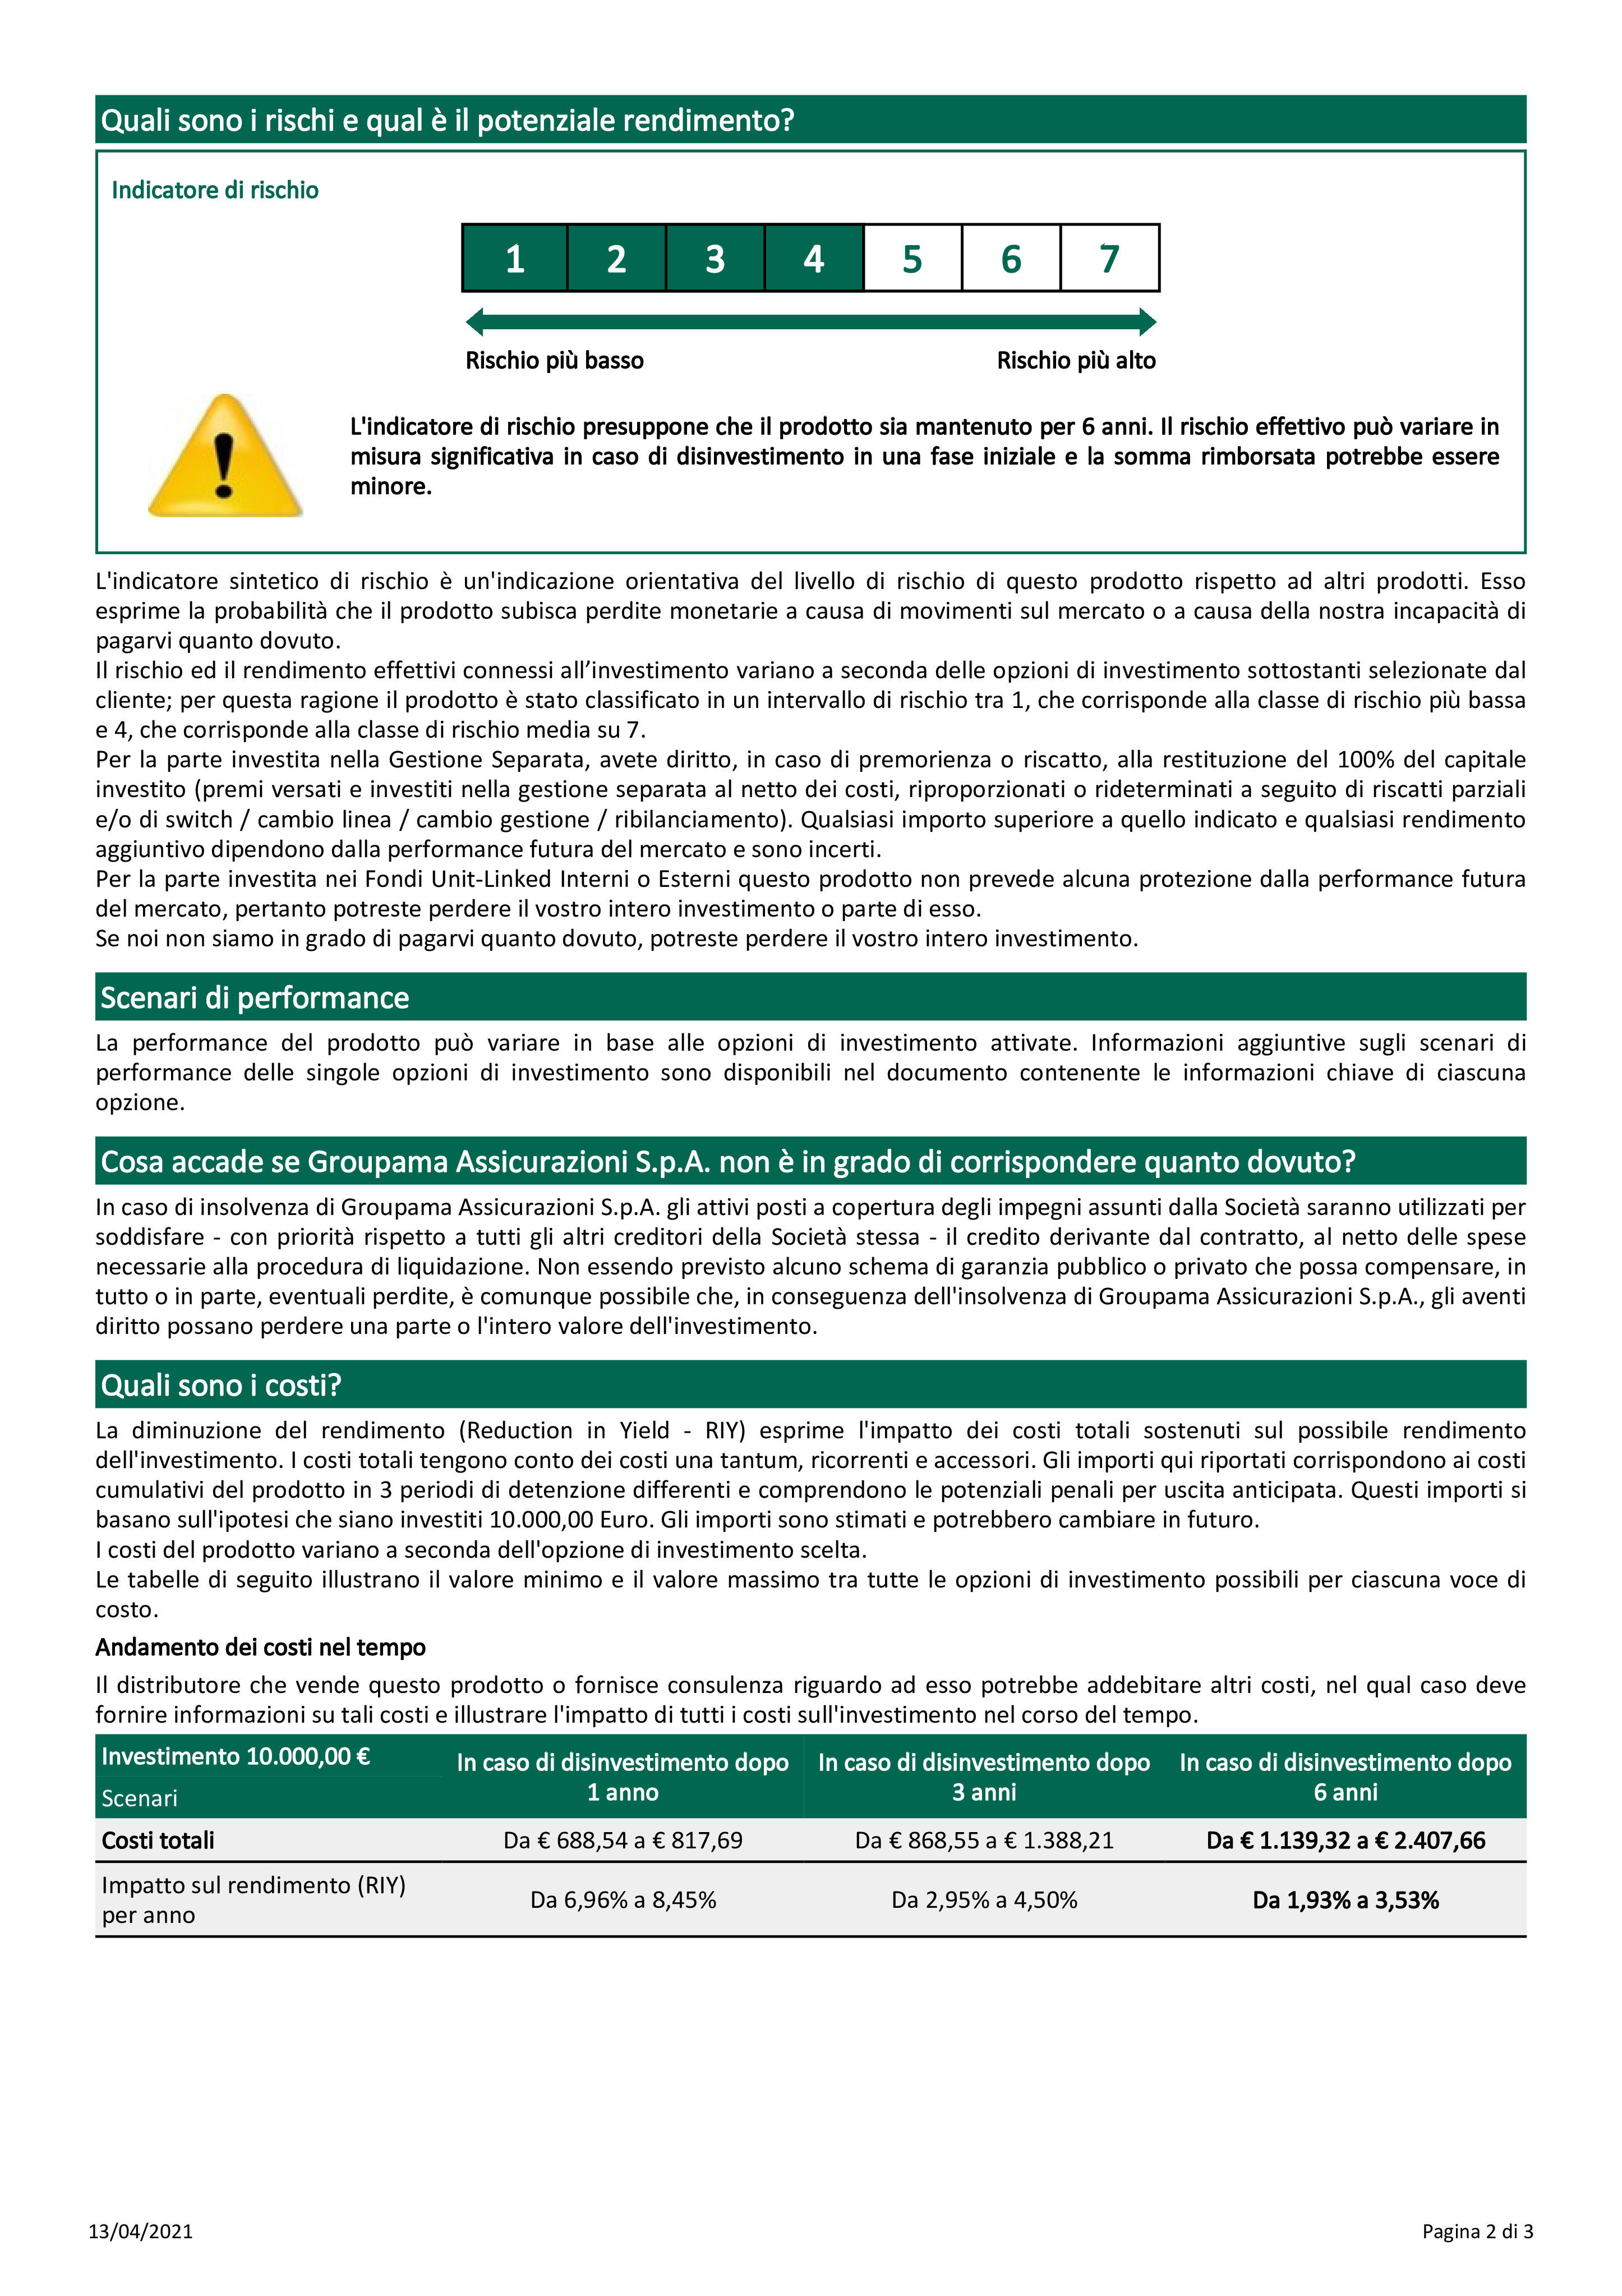 Quali sono i rischi e qual è il potenziale rendimento?
Indicatore di rischio
1 2 3 4 5 6 7
Rischio più basso Rischio più alto
L'indicatore di rischio presuppone che il prodotto sia mantenuto per 6 anni. Il rischio effettivo può variare in
misura significativa in caso di disinvestimento in una fase iniziale e la somma rimborsata potrebbe essere
minore.
L'indicatore sintetico di rischio è un'indicazione orientativa del livello di rischio di questo prodotto rispetto ad altri prodotti. Esso
esprime la probabilità che il prodotto subisca perdite monetarie a causa di movimenti sul mercato o a causa della nostra incapacità di
pagarvi quanto dovuto.
Il rischio ed il rendimento effettivi connessi all’investimento variano a seconda delle opzioni di investimento sottostanti selezionate dal
cliente; per questa ragione il prodotto è stato classificato in un intervallo di rischio tra 1, che corrisponde alla classe di rischio più bassa
e 4, che corrisponde alla classe di rischio media su 7.
Per la parte investita nella Gestione Separata, avete diritto, in caso di premorienza o riscatto, alla restituzione del 100% del capitale
investito (premi versati e investiti nella gestione separata al netto dei costi, riproporzionati o rideterminati a seguito di riscatti parziali
e/o di switch / cambio linea / cambio gestione / ribilanciamento). Qualsiasi importo superiore a quello indicato e qualsiasi rendimento
aggiuntivo dipendono dalla performance futura del mercato e sono incerti.
Per la parte investita nei Fondi Unit-Linked Interni o Esterni questo prodotto non prevede alcuna protezione dalla performance futura
del mercato, pertanto potreste perdere il vostro intero investimento o parte di esso.
Se noi non siamo in grado di pagarvi quanto dovuto, potreste perdere il vostro intero investimento.
Scenari di performance
La performance del prodotto può variare in base alle opzioni di investimento attivate. Informazioni aggiuntive sugli scenari di
performance delle singole opzioni di investimento sono disponibili nel documento contenente le informazioni chiave di ciascuna
opzione.
Cosa accade se Groupama Assicurazioni S.p.A. non è in grado di corrispondere quanto dovuto?
In caso di insolvenza di Groupama Assicurazioni S.p.A. gli attivi posti a copertura degli impegni assunti dalla Società saranno utilizzati per
soddisfare - con priorità rispetto a tutti gli altri creditori della Società stessa - il credito derivante dal contratto, al netto delle spese
necessarie alla procedura di liquidazione. Non essendo previsto alcuno schema di garanzia pubblico o privato che possa compensare, in
tutto o in parte, eventuali perdite, è comunque possibile che, in conseguenza dell'insolvenza di Groupama Assicurazioni S.p.A., gli aventi
diritto possano perdere una parte o l'intero valore dell'investimento.
Quali sono i costi?
La diminuzione del rendimento (Reduction in Yield - RIY) esprime l'impatto dei costi totali sostenuti sul possibile rendimento
dell'investimento. I costi totali tengono conto dei costi una tantum, ricorrenti e accessori. Gli importi qui riportati corrispondono ai costi
cumulativi del prodotto in 3 periodi di detenzione differenti e comprendono le potenziali penali per uscita anticipata. Questi importi si
basano sull'ipotesi che siano investiti 10.000,00 Euro. Gli importi sono stimati e potrebbero cambiare in futuro.
I costi del prodotto variano a seconda dell'opzione di investimento scelta.
Le tabelle di seguito illustrano il valore minimo e il valore massimo tra tutte le opzioni di investimento possibili per ciascuna voce di
costo.
Andamento dei costi nel tempo
Il distributore che vende questo prodotto o fornisce consulenza riguardo ad esso potrebbe addebitare altri costi, nel qual caso deve
fornire informazioni su tali costi e illustrare l'impatto di tutti i costi sull'investimento nel corso del tempo.
Investimento 10.000,00 € In caso di disinvestimento dopo In caso di disinvestimento dopo In caso di disinvestimento dopo
Scenari 1 anno 3 anni 6 anni
Costi totali Da € 688,54 a € 817,69 Da € 868,55 a € 1.388,21 Da € 1.139,32 a € 2.407,66
Impatto sul rendimento (RIY)
per anno Da 6,96% a 8,45% Da 2,95% a 4,50% Da 1,93% a 3,53%
13/04/2021 Pagina 2 di 3